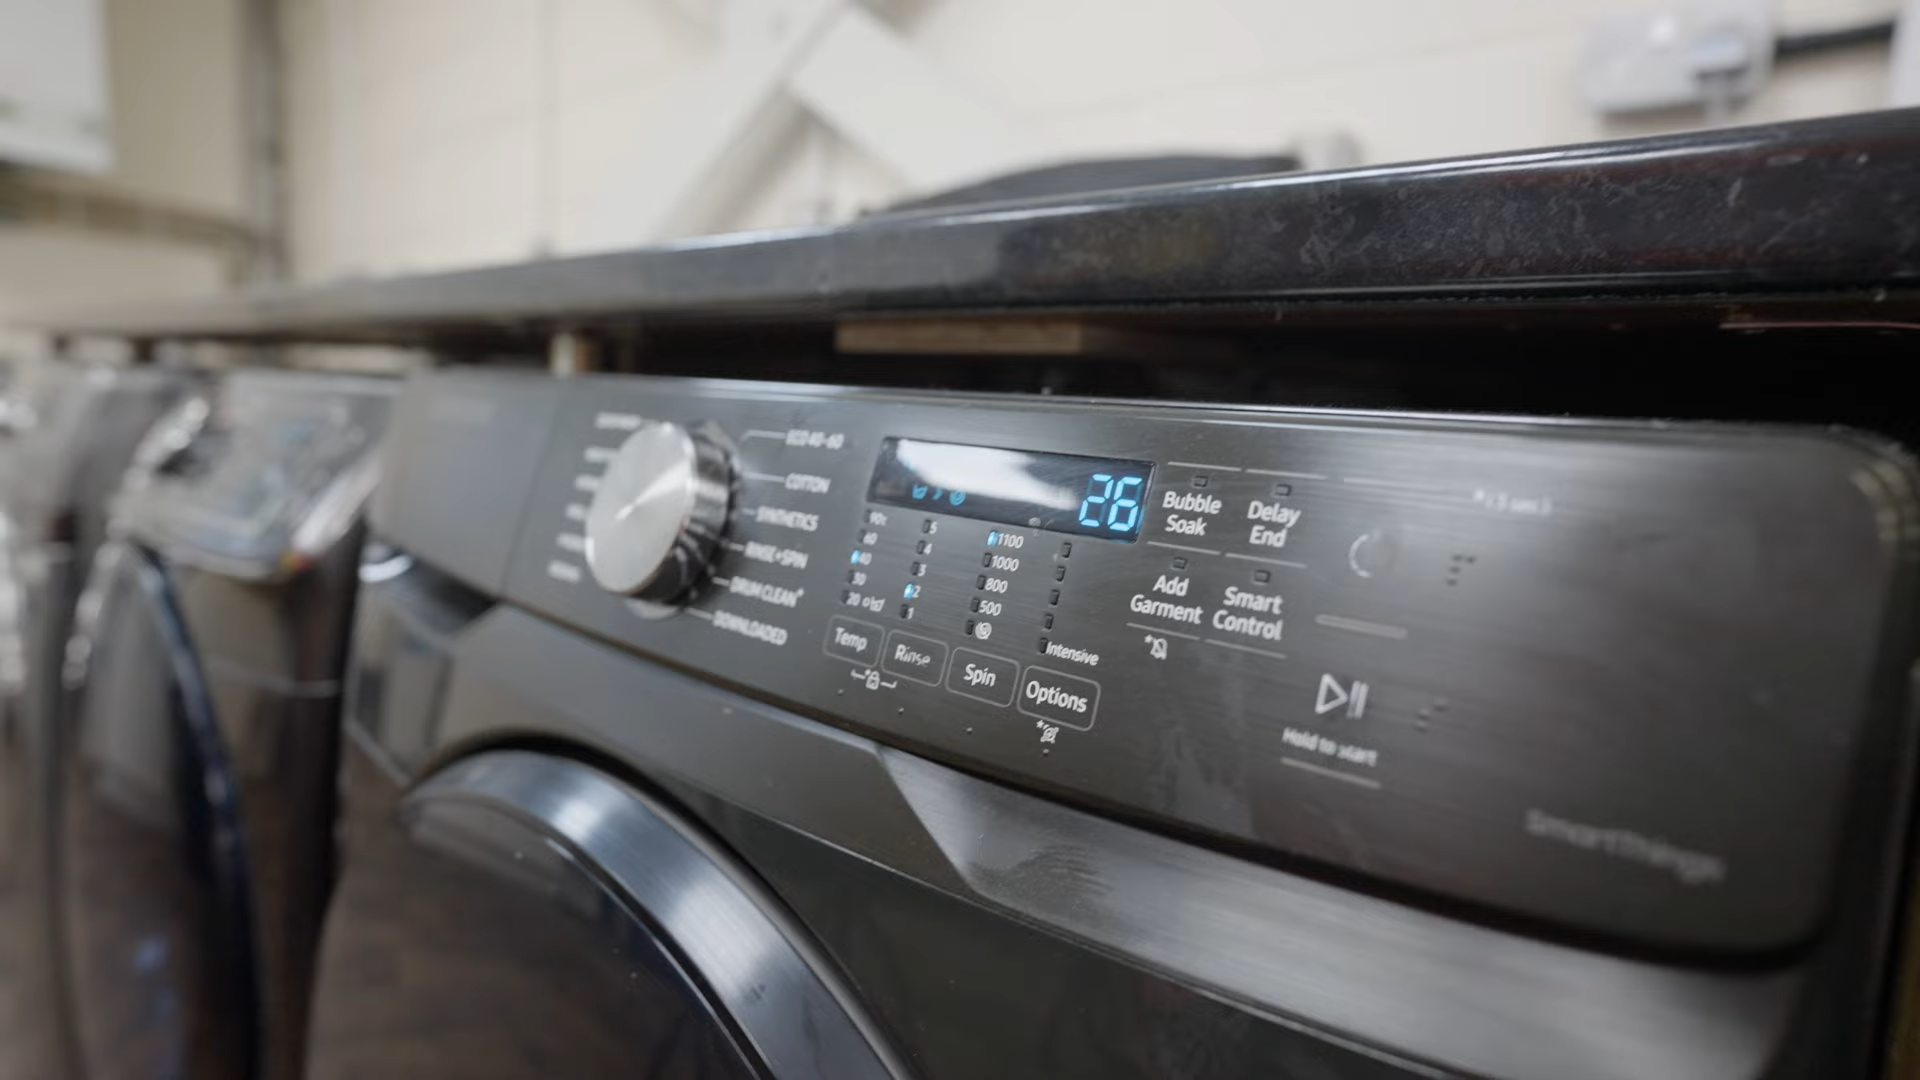 ECO 40-60
COTTON
SYNTHETICS
RINSE+SPIN
DRUM CLEAN*
DOWNLOADED
26
90°
60
40
30
20
5
4
3
2
1
1100
1000
800
500
Intensive
Temp
Rinse
Spin
Options
Bubble
Soak
Delay
End
Add
Garment
Smart
Control
Hold to start
SmartThings